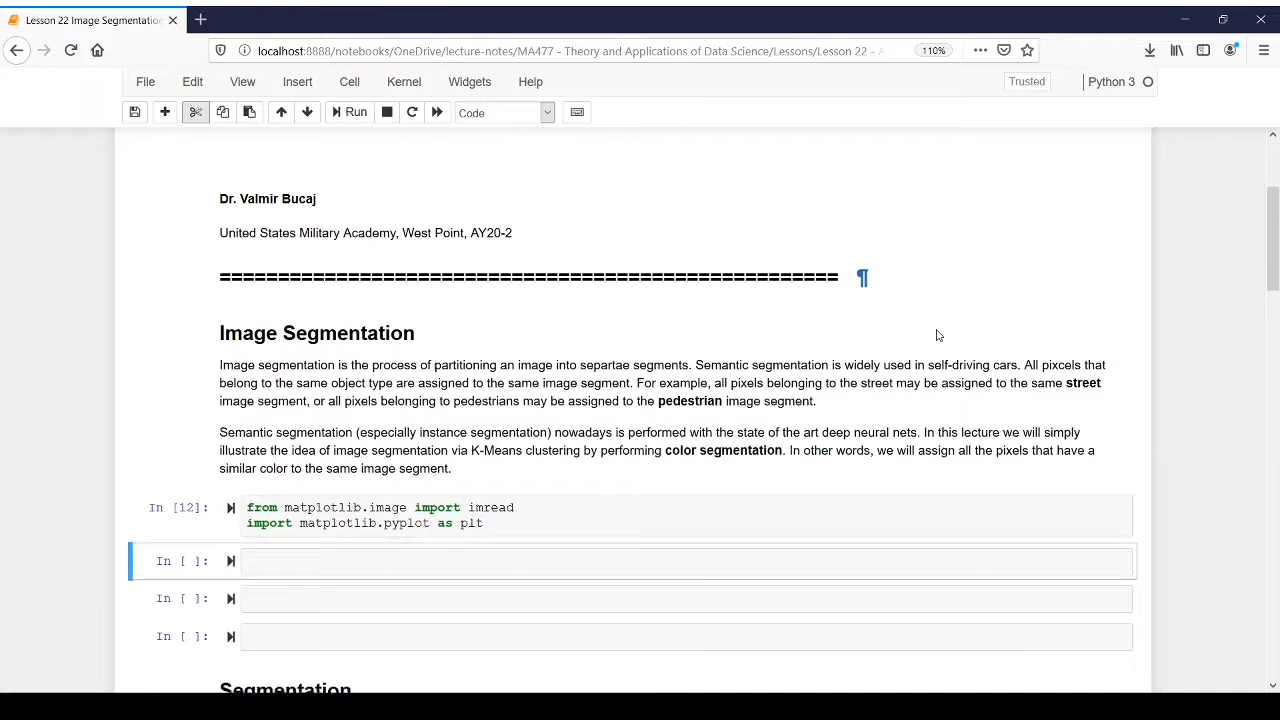 Lesson 22 Image Segmentation
localhost:8888/notebooks/OneDrive/lecture-notes/MA477 - Theory and Applications of Data Science/Lessons/Lesson 22 -
110%
File Edit View Insert Cell Kernel Widgets Help
Trusted
Python 3
Run
Code
Dr. Valmir Bucaj
United States Military Academy, West Point, AY20-2
===================================================== ¶
Image Segmentation
Image segmentation is the process of partitioning an image into separtae segments. Semantic segmentation is widely used in self-driving cars. All pixcels that
belong to the same object type are assigned to the same image segment. For example, all pixels belonging to the street may be assigned to the same street
image segment, or all pixels belonging to pedestrians may be assigned to the pedestrian image segment.
Semantic segmentation (especially instance segmentation) nowadays is performed with the state of the art deep neural nets. In this lecture we will simply
illustrate the idea of image segmentation via K-Means clustering by performing color segmentation. In other words, we will assign all the pixels that have a
similar color to the same image segment.
In [12]:
from matplotlib.image import imread
import matplotlib.pyplot as plt
In [ ]:
In [ ]:
In [ ]:
Segmentation